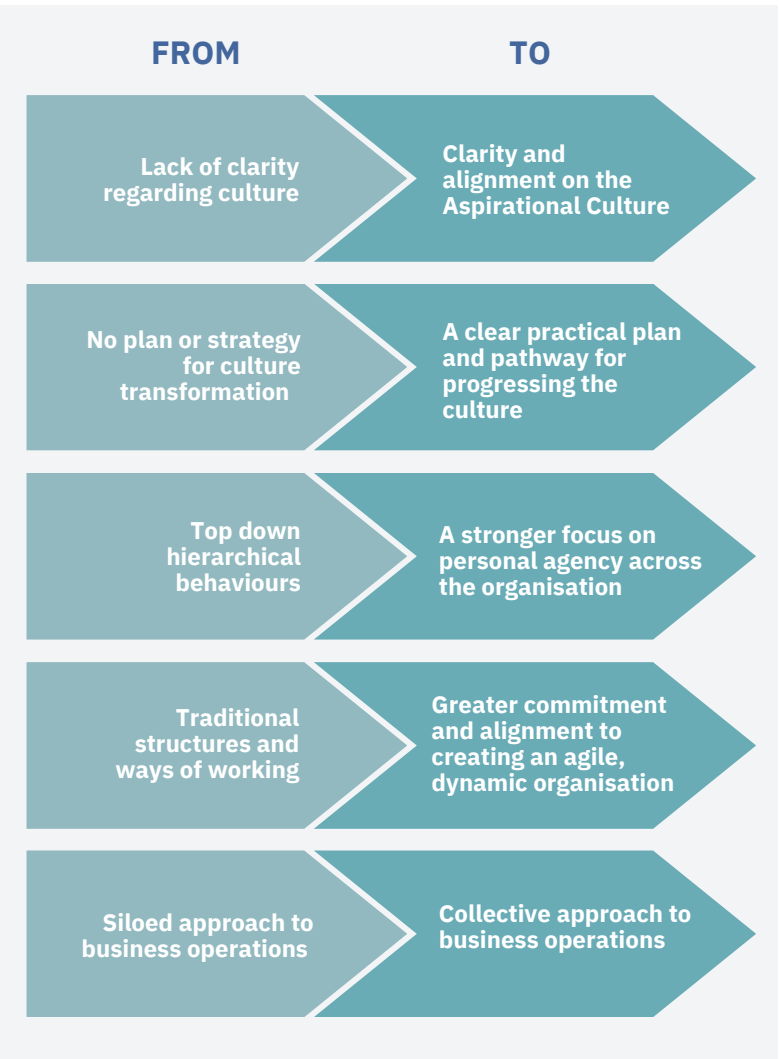 FROM
TO
Lack of clarity
regarding culture
Clarity and
alignment on the
Aspirational Culture
No plan or strategy
for culture
transformation
A clear practical plan
and pathway for
progressing the
culture
Top down
hierarchical
behaviours
A stronger focus on
personal agency across
the organisation
Traditional
structures and
ways of working
Greater commitment
and alignment to
creating an agile,
dynamic organisation
Siloed approach to
business operations
Collective approach to
business operations